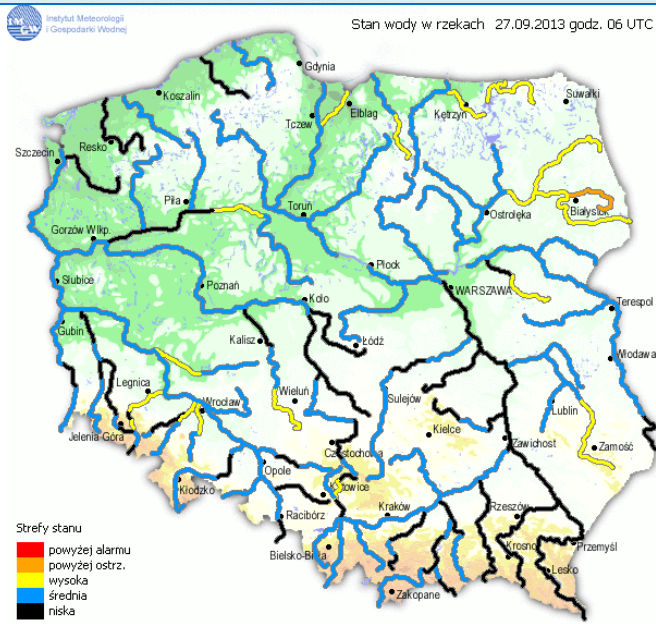 Instytut Meteorologii
i Gospodarki Wodnej
IMGW
Stan wody w rzekach 27.09.2013 godz. 06 UTC
Gdynia
Koszalin
Suwałki
Elbląg
Kętrzyn
Tczew
Resko
Szczecin
Piła
Toruń
Białystok
Ostrołęka
Gorzów Wlkp.
Płock
Słubice
Poznań
WARSZAWA
Koło
Terespol
Gubin
Kalisz
Łódź
Włodawa
Legnica
Wieluń
Sulejów
Wrocław
Lublin
Jelenia Góra
Kielce
Zawichost
Zamość
Częstochowa
Opole
Kłodzko
Katowice
Racibórz
Kraków
Rzeszów
Strefy stanu
Bielsko-Biała
Krosno
Przemyśl
powyżej alarmu
Lesko
powyżej ostrz.
wysoka
Zakopane
średnia
niska